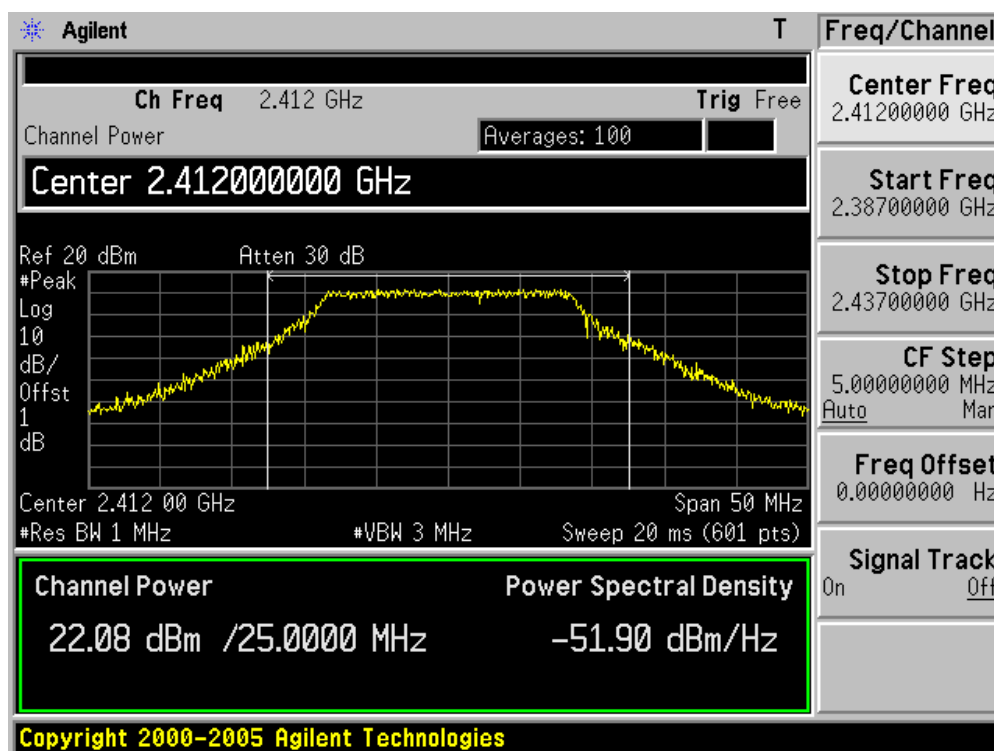 Agilent T
Ch Freq 2.412 GHz Trig Free
Channel Power Averages: 100
Center 2.412000000 GHz
Ref 20 dBm Atten 30 dB
#Peak
Log
10
dB/
Offst
1
dB
Center 2.412 00 GHz Span 50 MHz
#Res BW 1 MHz #VBW 3 MHz Sweep 20 ms (601 pts)
Channel Power Power Spectral Density
22.08 dBm /25.0000 MHz -51.90 dBm/Hz
Copyright 2000-2005 Agilent Technologies
Freq/Channel
Center Freq
2.41200000 GHz
Start Freq
2.38700000 GHz
Stop Freq
2.43700000 GHz
CF Step
5.00000000 MHz
Auto Man
Freq Offset
0.00000000 Hz
Signal Track
On Off